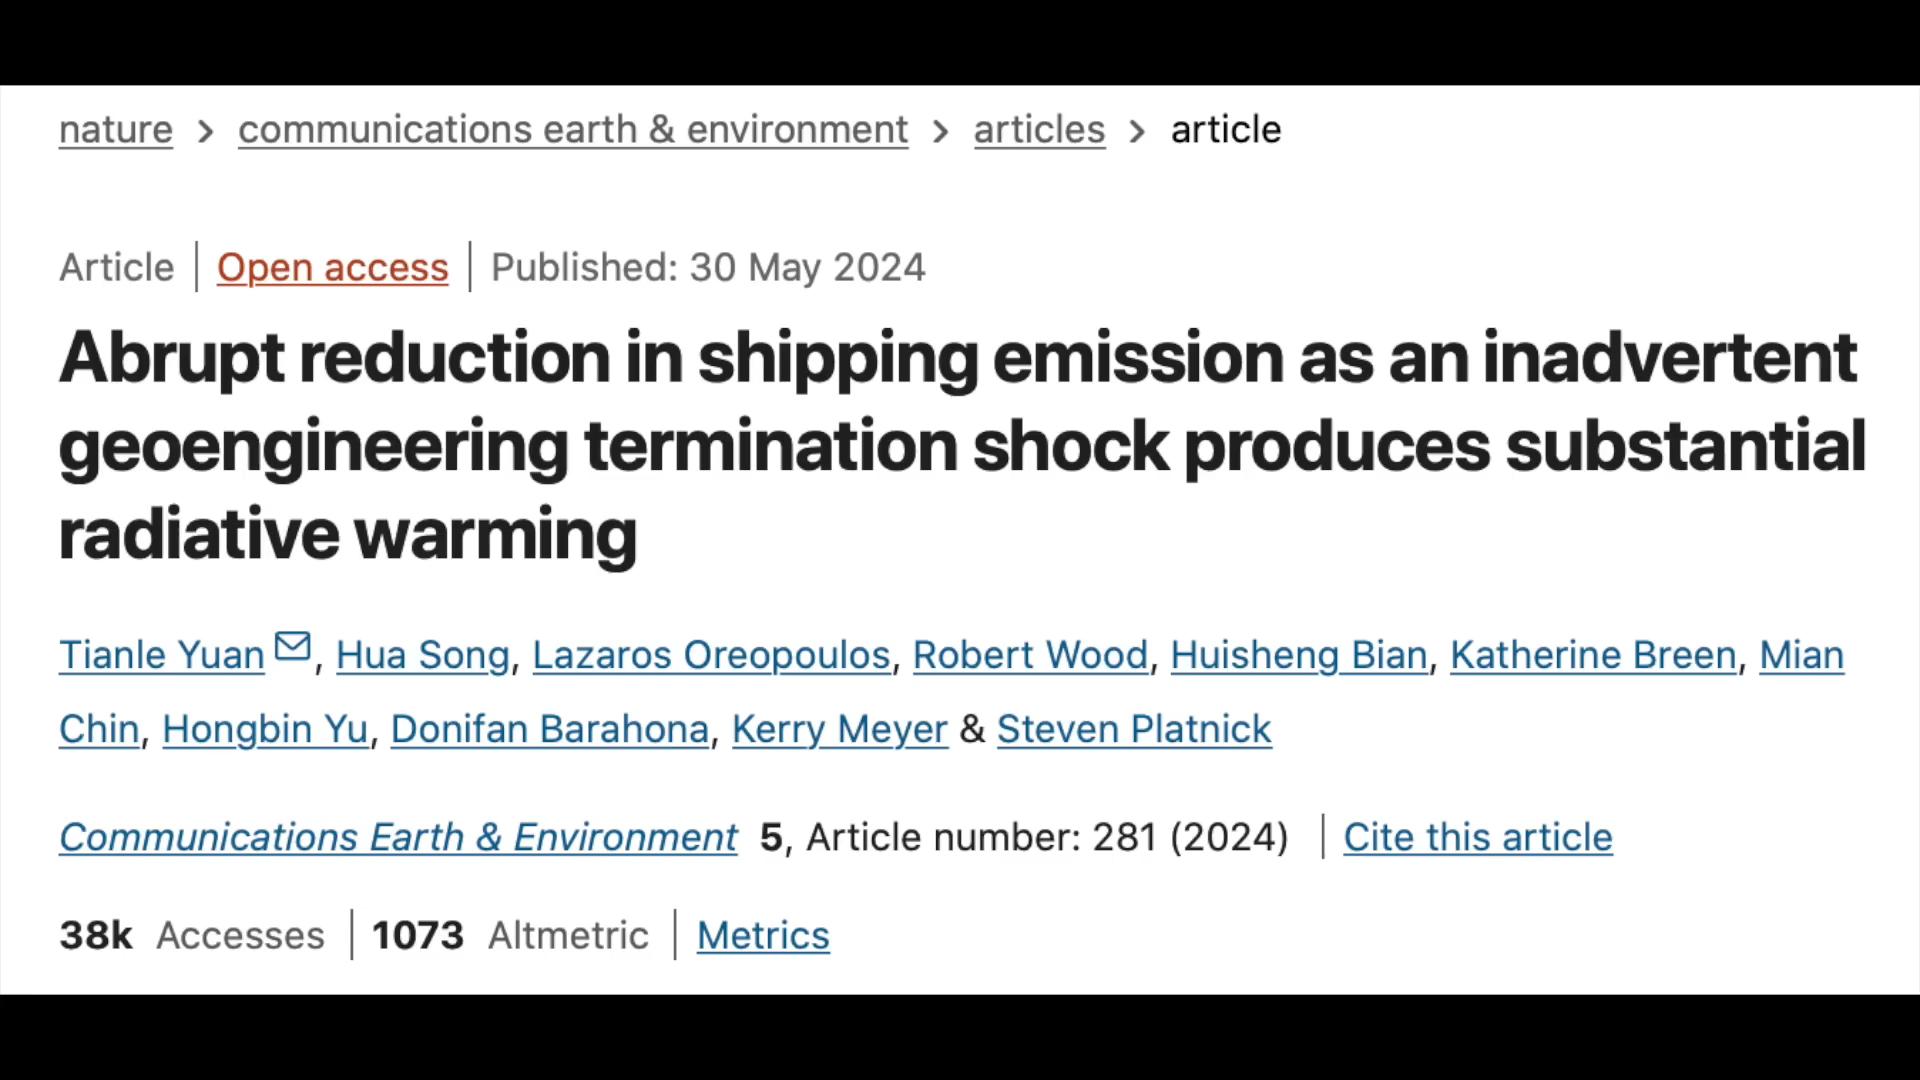 nature > communications earth & environment > articles > article
Article | Open access | Published: 30 May 2024
Abrupt reduction in shipping emission as an inadvertent
geoengineering termination shock produces substantial
radiative warming
Tianle Yuan, Hua Song, Lazaros Oreopoulos, Robert Wood, Huisheng Bian, Katherine Breen, Mian
Chin, Hongbin Yu, Donifan Barahona, Kerry Meyer & Steven Platnick
Communications Earth & Environment 5, Article number: 281 (2024) | Cite this article
38k Accesses | 1073 Altmetric | Metrics